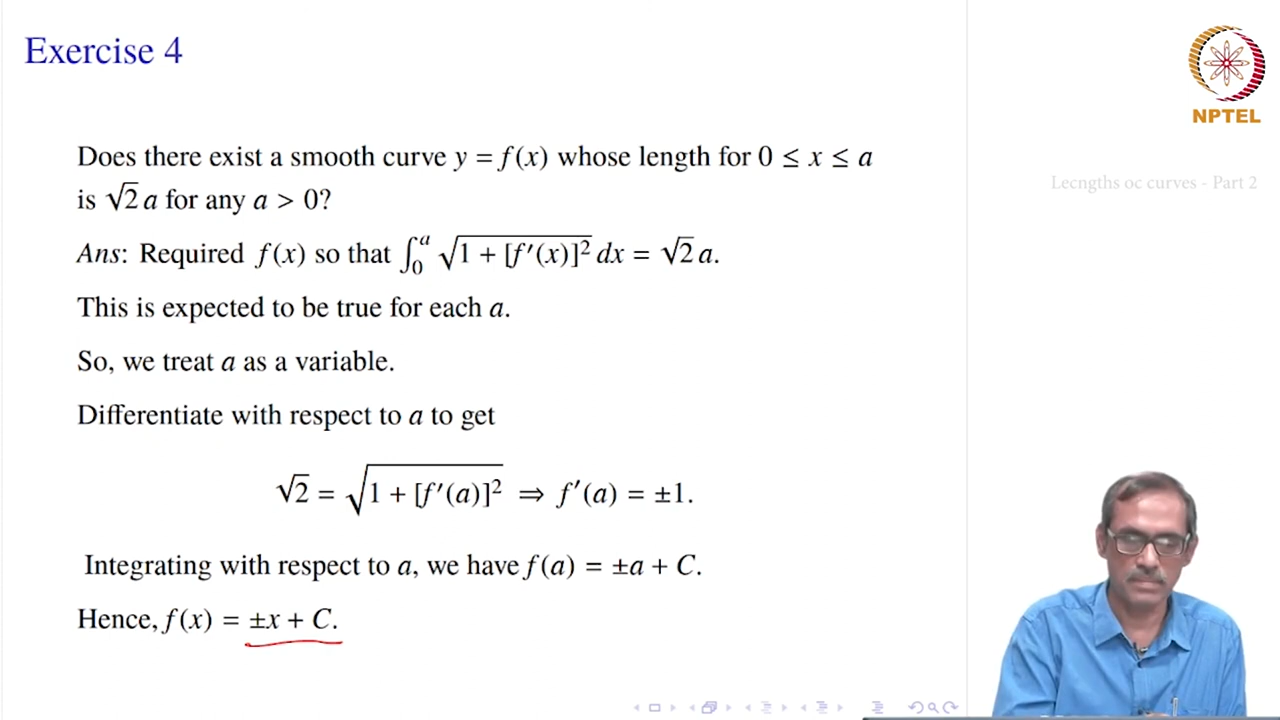 Exercise 4
NPTEL
Does there exist a smooth curve y = f(x) whose length for 0 ≤ x ≤ a
is √2 a for any a > 0?
Lecngths oc curves - Part 2
Ans: Required f(x) so that ∫₀ᵃ √(1 + [f′(x)]²) dx = √2 a.
This is expected to be true for each a.
So, we treat a as a variable.
Differentiate with respect to a to get
√2 = √(1 + [f′(a)]²) ⇒ f′(a) = ±1.
Integrating with respect to a, we have f(a) = ±a + C.
Hence, f(x) = ±x + C.